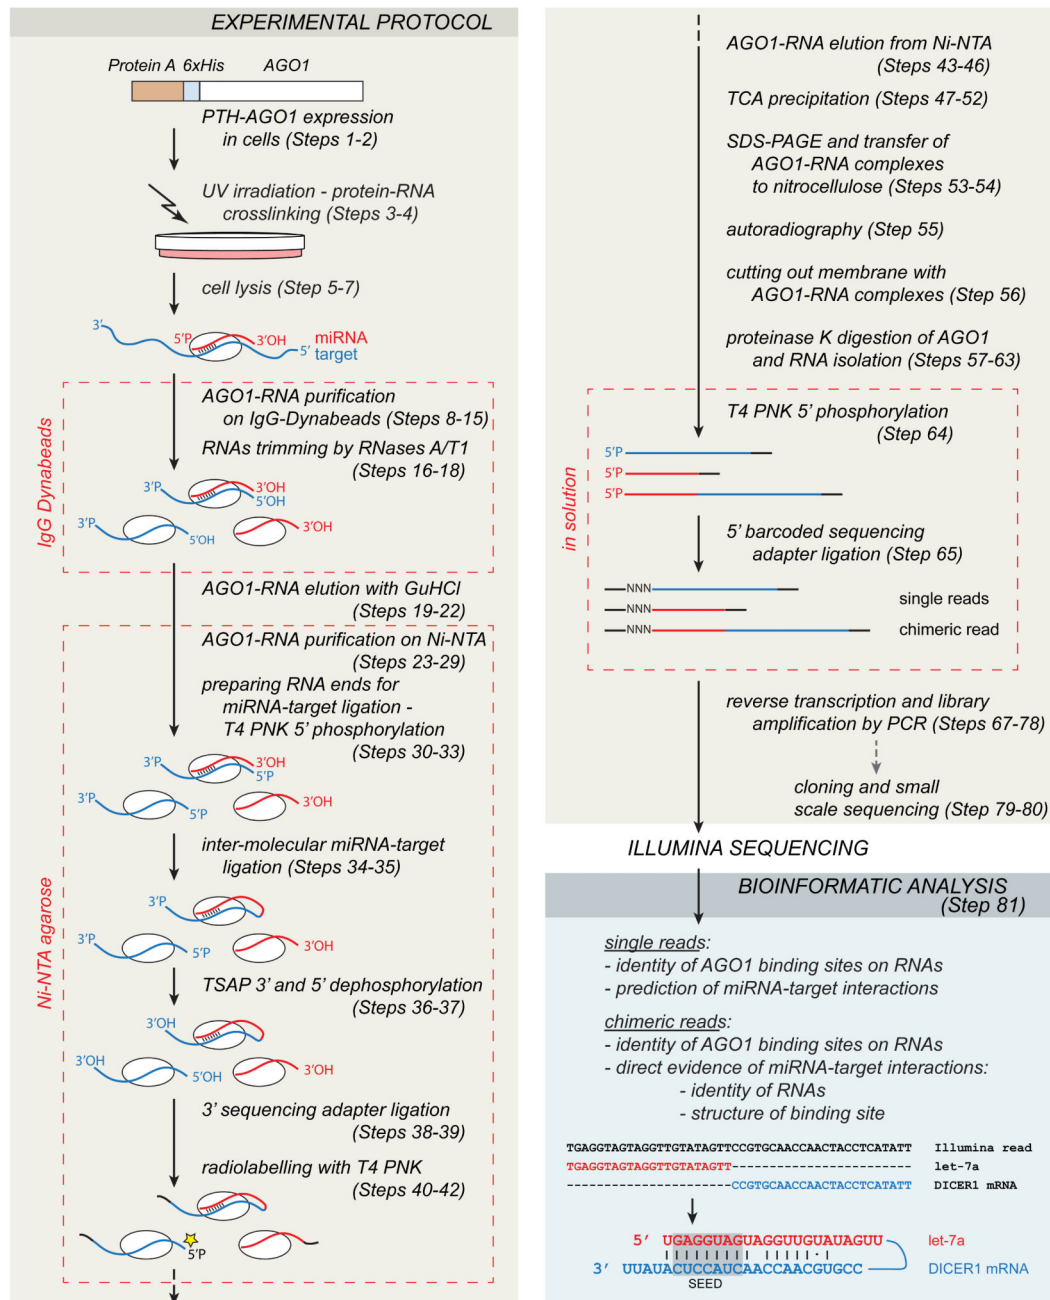 EXPERIMENTAL PROTOCOL
Protein A 6xHis AGO1
PTH-AGO1 expression
in cells (Steps 1-2)
UV irradiation - protein-RNA
crosslinking (Steps 3-4)
cell lysis (Step 5-7)
3'
5'P
3'OH
miRNA
target
5'
IgG Dynabeads
AGO1-RNA purification
on IgG-Dynabeads (Steps 8-15)
RNAs trimming by RNases A/T1
(Steps 16-18)
3'P
3'OH
5'OH
3'P
5'OH
3'OH
AGO1-RNA elution with GuHCl
(Steps 19-22)
Ni-NTA agarose
AGO1-RNA purification on Ni-NTA
(Steps 23-29)
preparing RNA ends for
miRNA-target ligation -
T4 PNK 5' phosphorylation
(Steps 30-33)
3'P
3'OH
5'P
3'P
5'P
3'OH
inter-molecular miRNA-target
ligation (Steps 34-35)
3'P
3'P
5'P
3'OH
TSAP 3' and 5' dephosphorylation
(Steps 36-37)
3'OH
3'OH
5'OH
3'OH
3' sequencing adapter ligation
(Steps 38-39)
radiolabelling with T4 PNK
(Steps 40-42)
5'P
AGO1-RNA elution from Ni-NTA
(Steps 43-46)
TCA precipitation (Steps 47-52)
SDS-PAGE and transfer of
AGO1-RNA complexes
to nitrocellulose (Steps 53-54)
autoradiography (Step 55)
cutting out membrane with
AGO1-RNA complexes (Step 56)
proteinase K digestion of AGO1
and RNA isolation (Steps 57-63)
in solution
T4 PNK 5' phosphorylation
(Step 64)
5'P
5'P
5'P
5' barcoded sequencing
adapter ligation (Step 65)
NNN
NNN
single reads
NNN
chimeric read
reverse transcription and library
amplification by PCR (Steps 67-78)
cloning and small
scale sequencing (Step 79-80)
ILLUMINA SEQUENCING
BIOINFORMATIC ANALYSIS
(Step 81)
single reads:
- identity of AGO1 binding sites on RNAs
- prediction of miRNA-target interactions
chimeric reads:
- identity of AGO1 binding sites on RNAs
- direct evidence of miRNA-target interactions:
- identity of RNAs
- structure of binding site
TGAGGTAGTAGGTTGTATAGTTCCGTGCAACCAACTACCTCATATT Illumina read
TGAGGTAGTAGGTTGTATAGTT------------------------ let-7a
----------------------CCGTGCAACCAACTACCTCATATT DICER1 mRNA
5' UGAGGUAGUAGGUUGUAUAGUU let-7a
3' UUAUACUCCAUCAACCAACGUGCC DICER1 mRNA
SEED